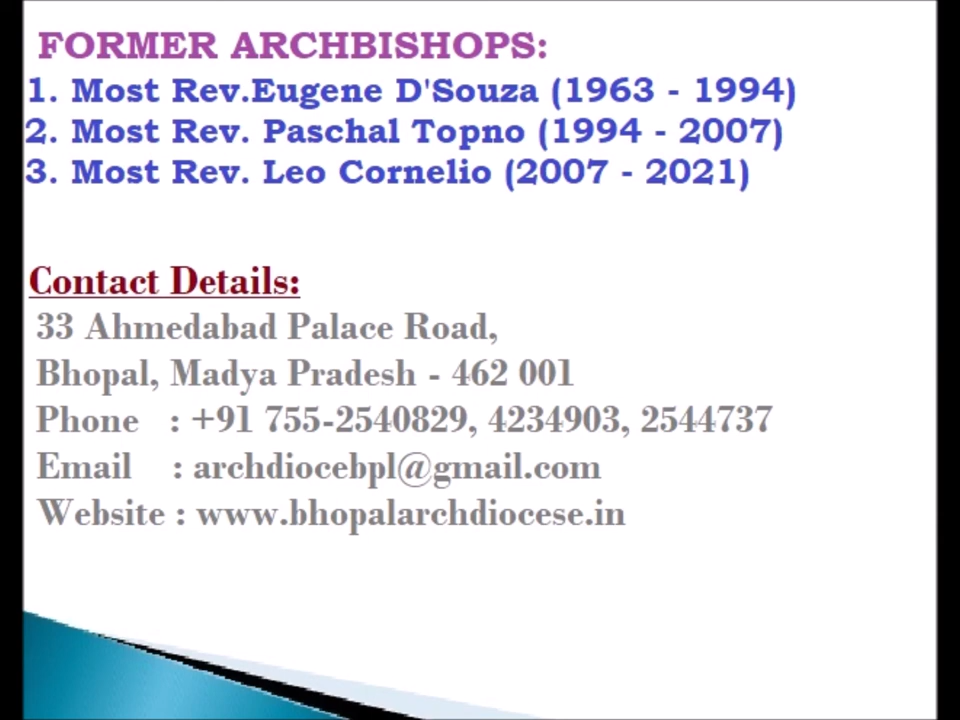 FORMER ARCHBISHOPS:
1. Most Rev.Eugene D'Souza (1963 - 1994)
2. Most Rev. Paschal Topno (1994 - 2007)
3. Most Rev. Leo Cornelio (2007 - 2021)
Contact Details:
33 Ahmedabad Palace Road,
Bhopal, Madya Pradesh - 462 001
Phone : +91 755-2540829, 4234903, 2544737
Email : archdiocebpl@gmail.com
Website : www.bhopalarchdiocese.in